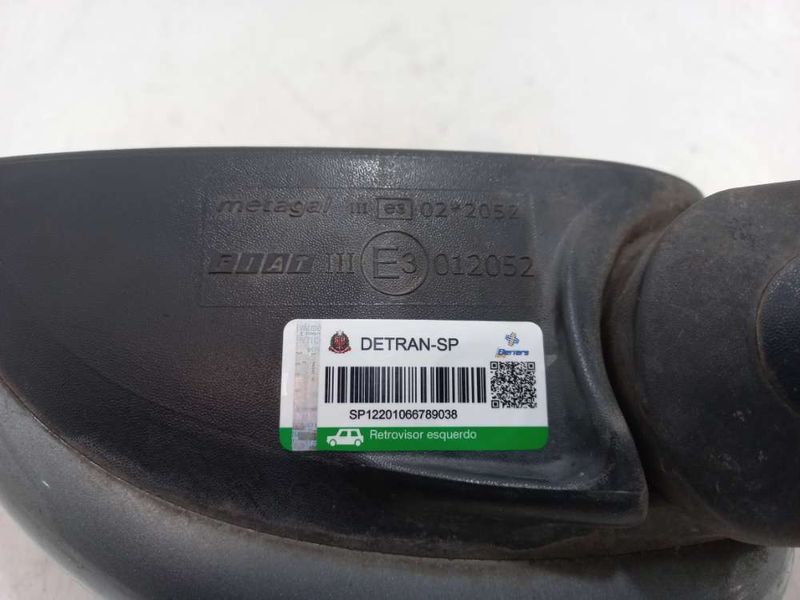 metagal III e3 02*2052
FIAT III E3 012052
DETRAN-SP
SP12201066789038
Retrovisor esquerdo